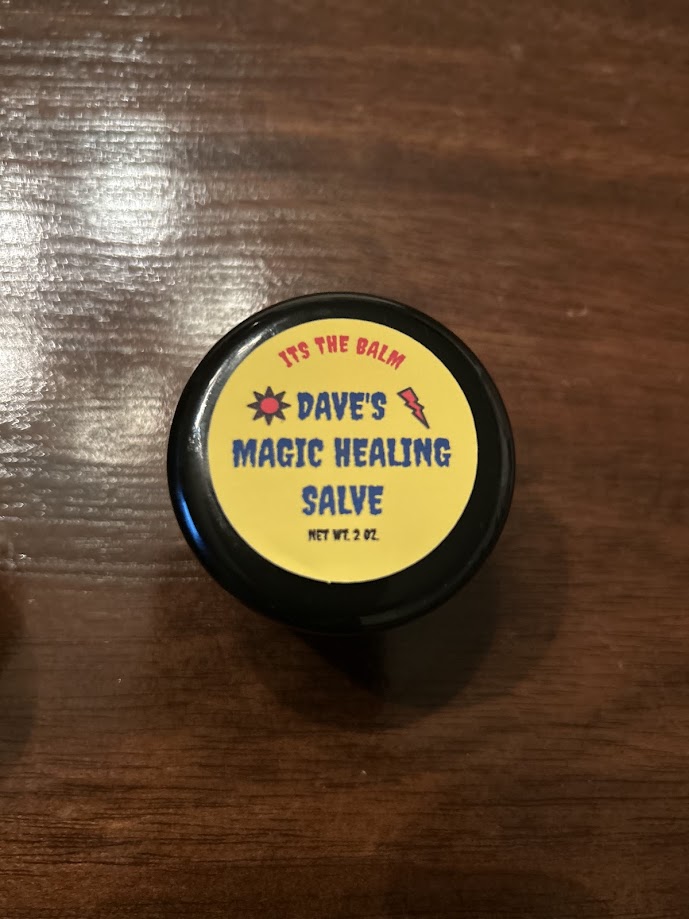 ITS THE BALM
DAVE'S
MAGIC HEALING
SALVE
NET WT. 2 OZ.